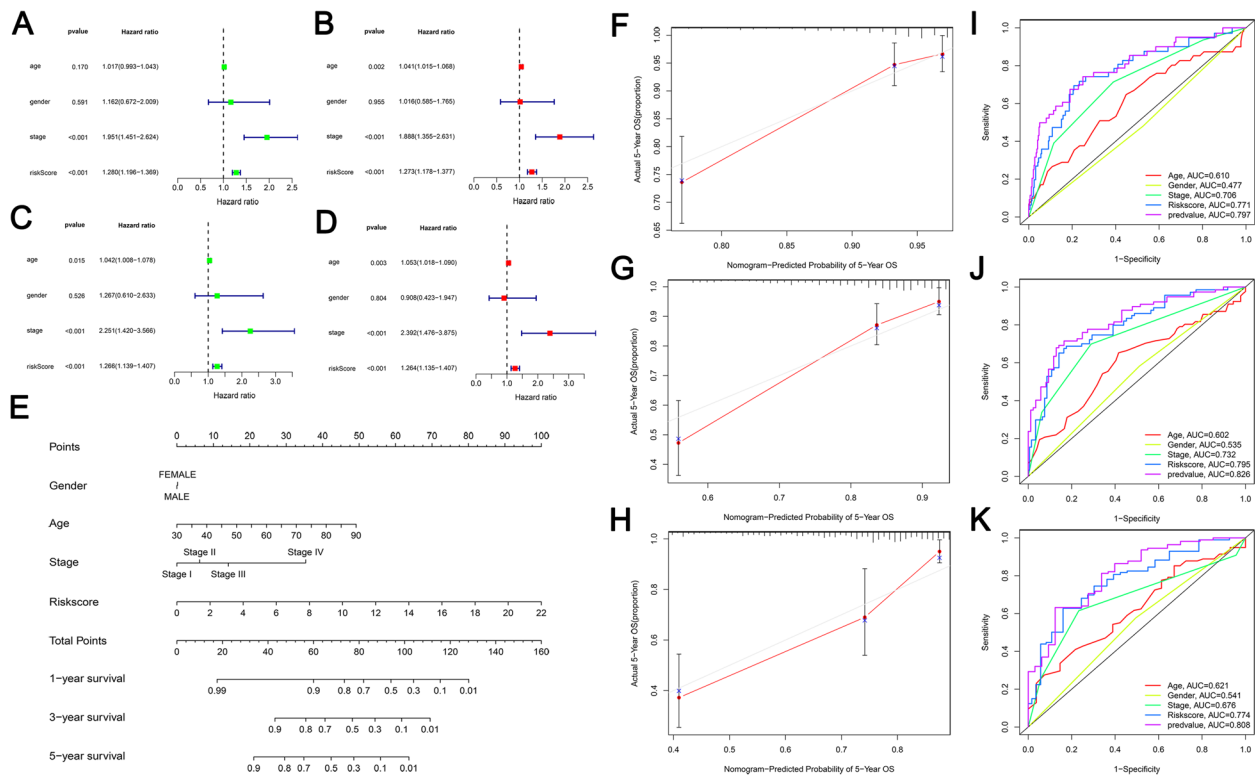 A
pvalue Hazard ratio
age 0.170 1.017(0.993−1.043)
gender 0.591 1.162(0.672−2.009)
stage <0.001 1.951(1.451−2.624)
riskScore <0.001 1.280(1.196−1.369)
0.0 0.5 1.0 1.5 2.0 2.5
Hazard ratio
B
pvalue Hazard ratio
age 0.002 1.041(1.015−1.068)
gender 0.955 1.016(0.585−1.765)
stage <0.001 1.888(1.355−2.631)
riskScore <0.001 1.273(1.178−1.377)
0.0 0.5 1.0 1.5 2.0 2.5
Hazard ratio
C
pvalue Hazard ratio
age 0.015 1.042(1.008−1.078)
gender 0.526 1.267(0.610−2.633)
stage <0.001 2.251(1.420−3.566)
riskScore <0.001 1.266(1.139−1.407)
0.0 0.5 1.0 1.5 2.0 2.5 3.0 3.5
Hazard ratio
D
pvalue Hazard ratio
age 0.003 1.053(1.018−1.090)
gender 0.804 0.908(0.423−1.947)
stage <0.001 2.392(1.476−3.875)
riskScore <0.001 1.264(1.135−1.407)
0.0 1.0 2.0 3.0
Hazard ratio
E
Points
0 10 20 30 40 50 60 70 80 90 100
Gender
FEMALE
MALE
Age
30 40 50 60 70 80 90
Stage
Stage II Stage IV
Stage I Stage III
Riskscore
0 2 4 6 8 10 12 14 16 18 20 22
Total Points
0 20 40 60 80 100 120 140 160
1−year survival
0.99 0.9 0.8 0.7 0.5 0.3 0.1 0.01
3−year survival
0.9 0.8 0.7 0.5 0.3 0.1 0.01
5−year survival
0.9 0.8 0.7 0.5 0.3 0.1 0.01
F
Actual 5−Year OS(proportion)
1.00
0.95
0.90
0.85
0.80
0.75
0.70
0.65
0.80 0.85 0.90 0.95
Nomogram−Predicted Probability of 5−Year OS
G
Actual 5−Year OS(proportion)
1.0
0.9
0.8
0.7
0.6
0.5
0.4
0.6 0.7 0.8 0.9
Nomogram−Predicted Probability of 5−Year OS
H
Actual 5−Year OS(proportion)
1.0
0.8
0.6
0.4
0.4 0.5 0.6 0.7 0.8
Nomogram−Predicted Probability of 5−Year OS
I
Sensitivity
1.0
0.8
0.6
0.4
0.2
0.0
Age, AUC=0.610
Gender, AUC=0.477
Stage, AUC=0.706
Riskscore, AUC=0.771
predvalue, AUC=0.797
0.0 0.2 0.4 0.6 0.8 1.0
1−Specificity
J
Sensitivity
1.0
0.8
0.6
0.4
0.2
0.0
Age, AUC=0.602
Gender, AUC=0.535
Stage, AUC=0.732
Riskscore, AUC=0.795
predvalue, AUC=0.826
0.0 0.2 0.4 0.6 0.8 1.0
1−Specificity
K
Sensitivity
1.0
0.8
0.6
0.4
0.2
0.0
Age, AUC=0.621
Gender, AUC=0.541
Stage, AUC=0.676
Riskscore, AUC=0.774
predvalue, AUC=0.808
0.0 0.2 0.4 0.6 0.8 1.0
1−Specificity